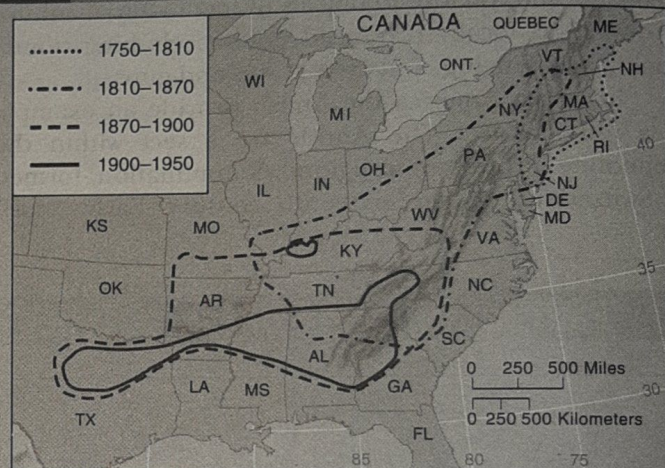 CANADA
QUEBEC
ME
1750–1810
1810–1870
1870–1900
1900–1950
ONT.
VT
NH
WI
MI
NY
MA
CT
RI
40
PA
OH
IL
IN
NJ
DE
MD
WV
KS
MO
KY
VA
35
OK
TN
NC
AR
SC
AL
0 250 500 Miles
LA
MS
GA
30
TX
0 250 500 Kilometers
FL
85
80
75